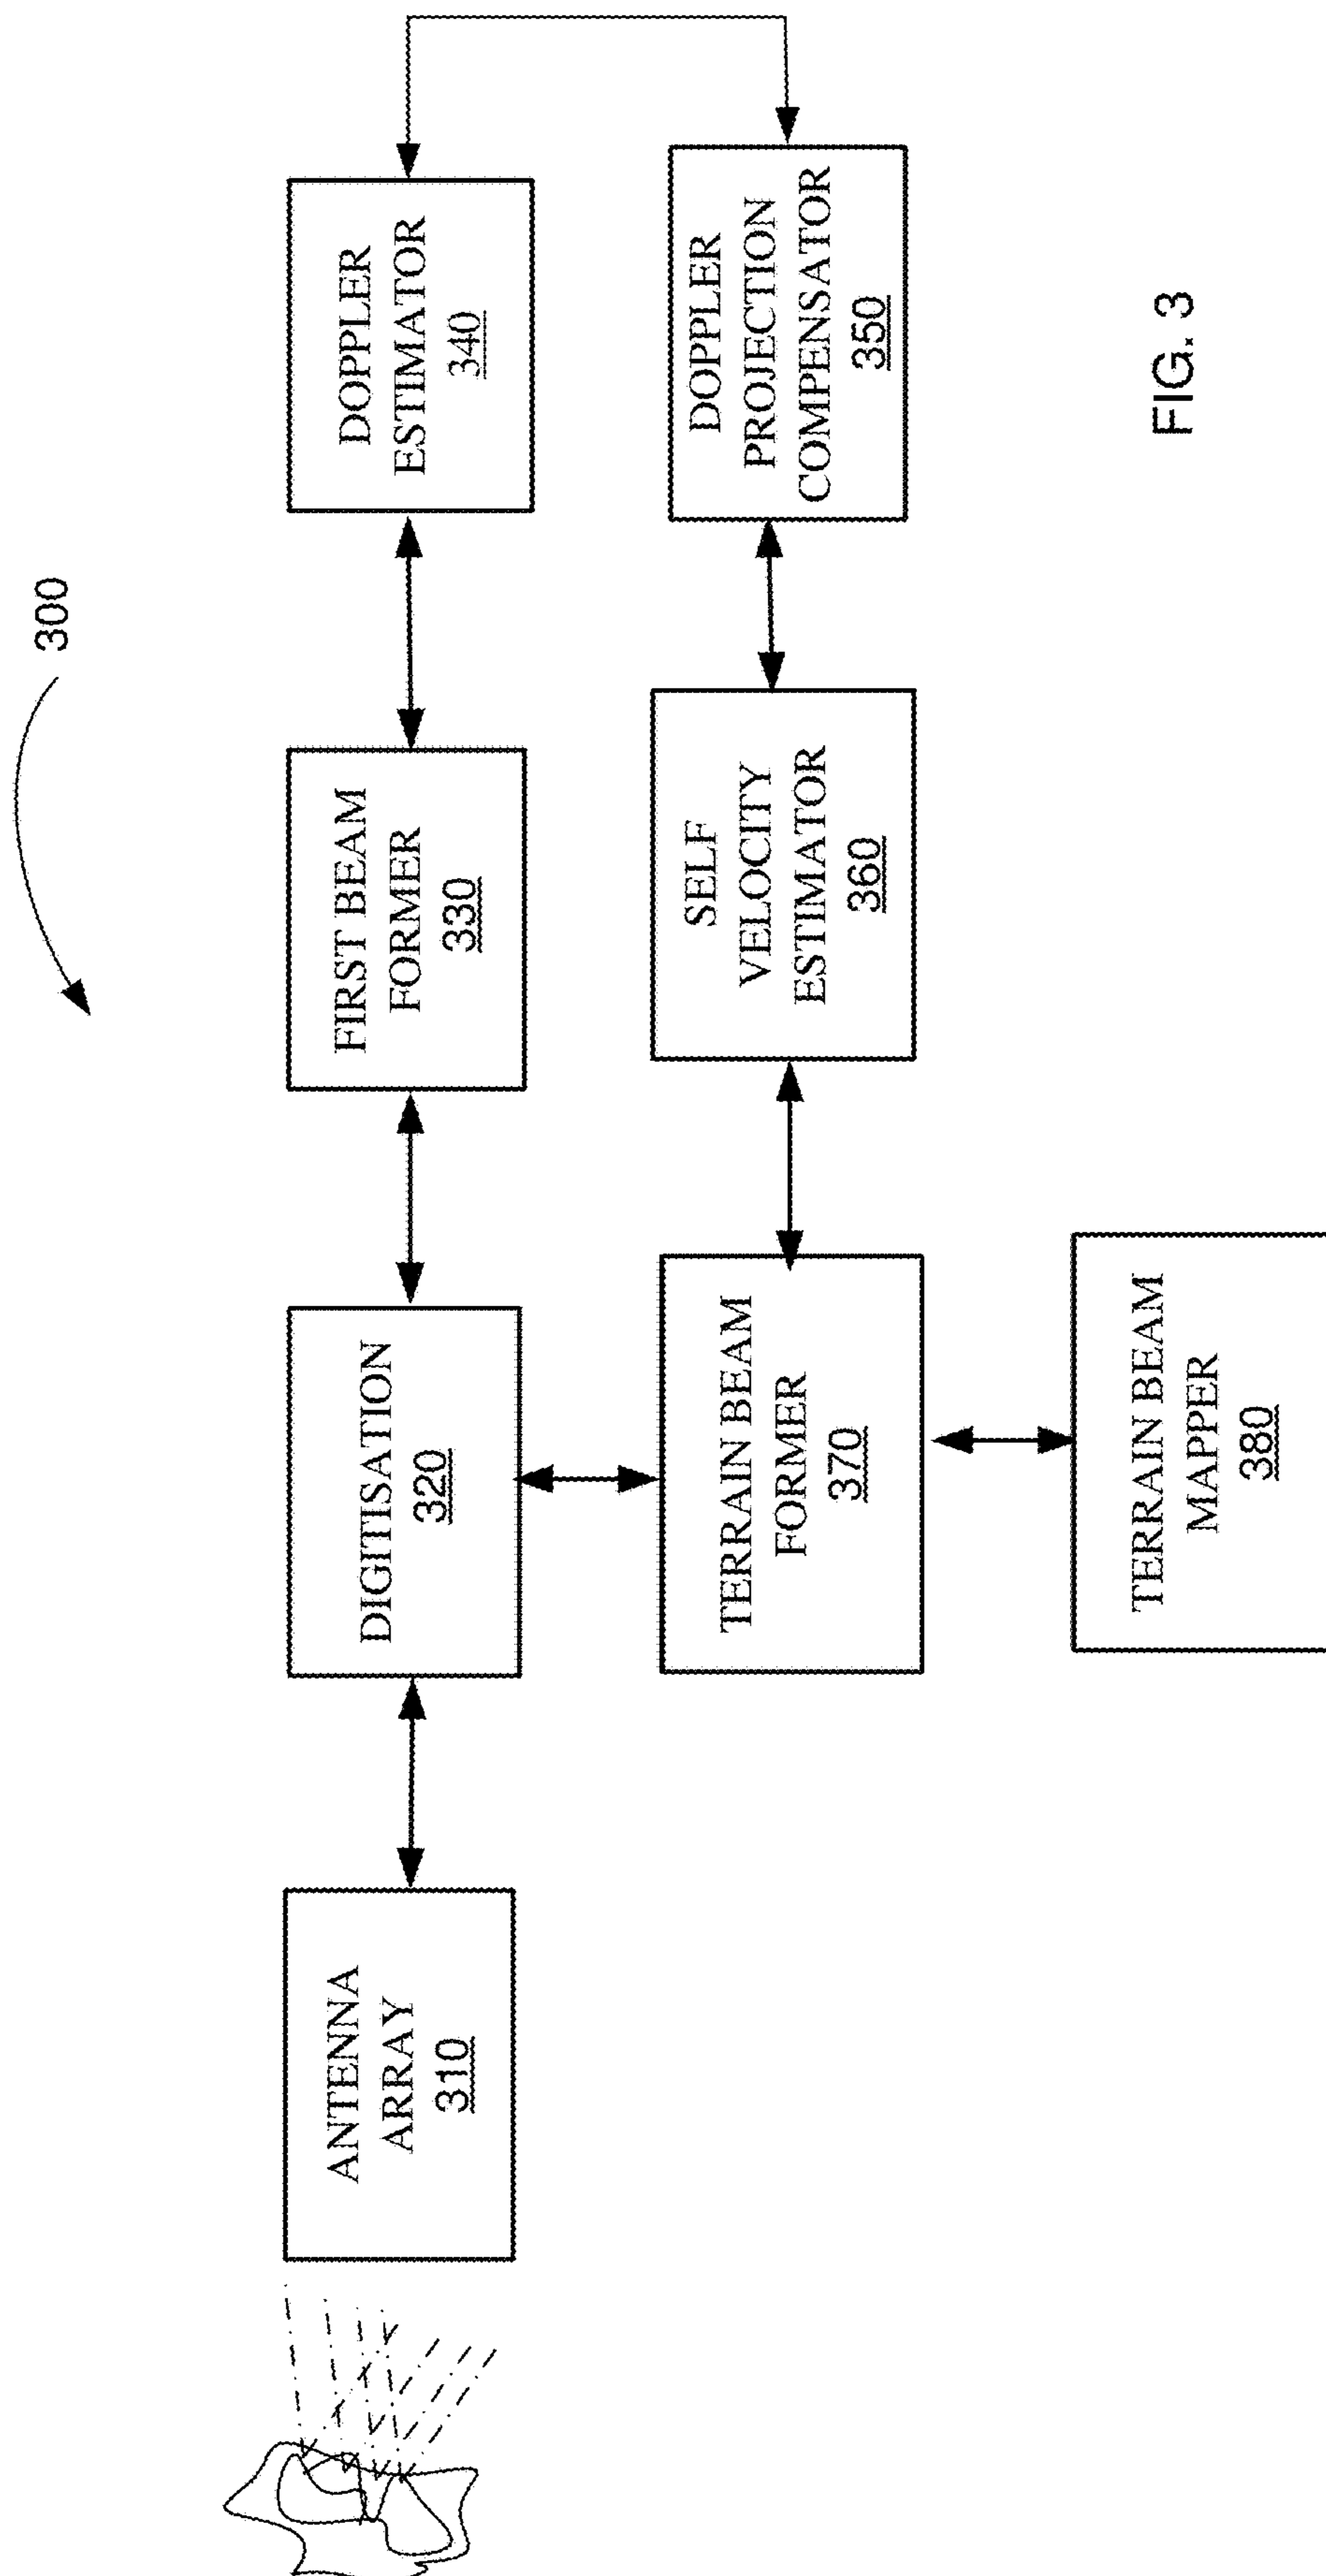 300
ANTENNA
ARRAY
310
DIGITISATION
320
FIRST BEAM
FORMER
330
DOPPLER
ESTIMATOR
340
TERRAIN BEAM
FORMER
370
SELF
VELOCITY
ESTIMATOR
360
DOPPLER
PROJECTION
COMPENSATOR
350
TERRAIN BEAM
MAPPER
380
FIG. 3